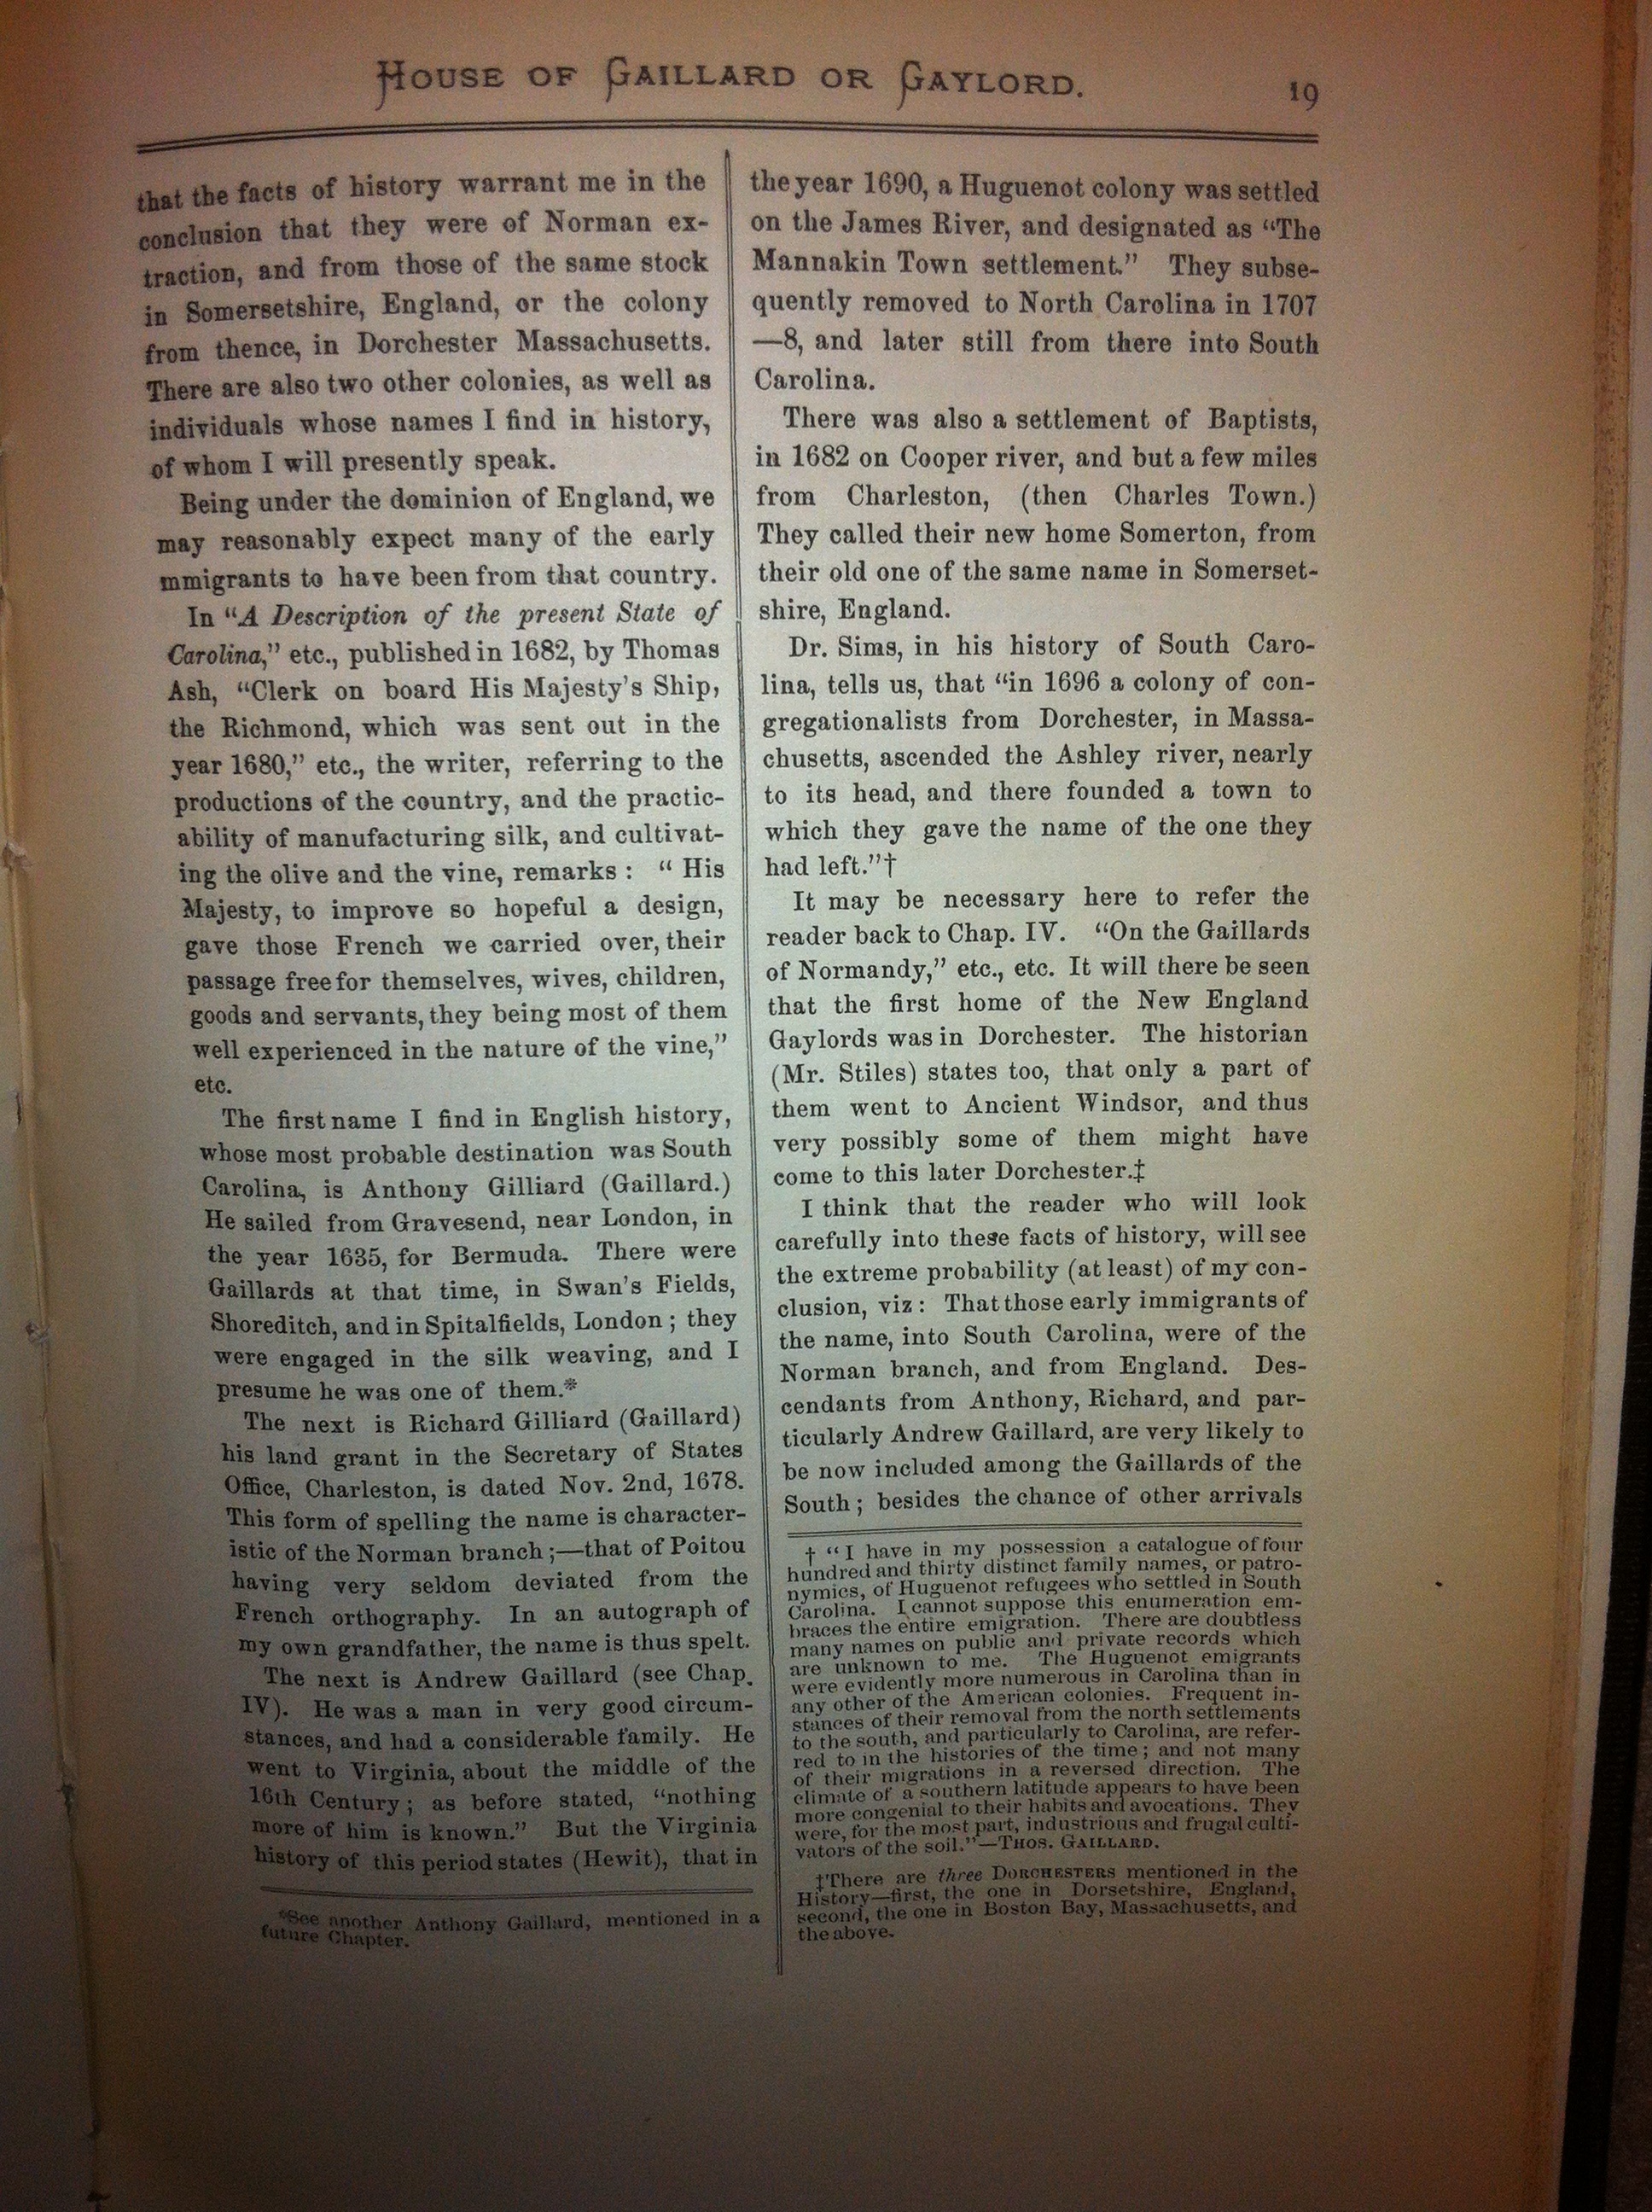 HOUSE OF GAILLARD OR GAYLORD.
19
that the facts of history warrant me in the
conclusion that they were of Norman ex-
traction, and from those of the same stock
in Somersetshire, England, or the colony
from thence, in Dorchester Massachusetts.
There are also two other colonies, as well as
individuals whose names I find in history,
of whom I will presently speak.
Being under the dominion of England, we
may reasonably expect many of the early
mmigrants to have been from that country.
In “A Description of the present State of
Carolina,” etc., published in 1682, by Thomas
Ash, “Clerk on board His Majesty's Ship,
the Richmond, which was sent out in the
year 1680,” etc., the writer, referring to the
productions of the country, and the practic-
ability of manufacturing silk, and cultivat-
ing the olive and the vine, remarks : “ His
Majesty, to improve so hopeful a design,
gave those French we carried over, their
passage free for themselves, wives, children,
goods and servants, they being most of them
well experienced in the nature of the vine,”
etc.
The first name I find in English history,
whose most probable destination was South
Carolina, is Anthony Gilliard (Gaillard.)
He sailed from Gravesend, near London, in
the year 1635, for Bermuda. There were
Gaillards at that time, in Swan's Fields,
Shoreditch, and in Spitalfields, London ; they
were engaged in the silk weaving, and I
presume he was one of them.*
The next is Richard Gilliard (Gaillard)
his land grant in the Secretary of States
Office, Charleston, is dated Nov. 2nd, 1678.
This form of spelling the name is character-
istic of the Norman branch ;—that of Poitou
having very seldom deviated from the
French orthography. In an autograph of
my own grandfather, the name is thus spelt.
The next is Andrew Gaillard (see Chap.
IV). He was a man in very good circum-
stances, and had a considerable family. He
went to Virginia, about the middle of the
16th Century ; as before stated, “nothing
more of him is known.” But the Virginia
history of this period states (Hewit), that in
*See another Anthony Gaillard, mentioned in a
future Chapter.
the year 1690, a Huguenot colony was settled
on the James River, and designated as “The
Mannakin Town settlement.” They subse-
quently removed to North Carolina in 1707
—8, and later still from there into South
Carolina.
There was also a settlement of Baptists,
in 1682 on Cooper river, and but a few miles
from Charleston, (then Charles Town.)
They called their new home Somerton, from
their old one of the same name in Somerset-
shire, England.
Dr. Sims, in his history of South Caro-
lina, tells us, that “in 1696 a colony of con-
gregationalists from Dorchester, in Massa-
chusetts, ascended the Ashley river, nearly
to its head, and there founded a town to
which they gave the name of the one they
had left.”†
It may be necessary here to refer the
reader back to Chap. IV. “On the Gaillards
of Normandy,” etc., etc. It will there be seen
that the first home of the New England
Gaylords was in Dorchester. The historian
(Mr. Stiles) states too, that only a part of
them went to Ancient Windsor, and thus
very possibly some of them might have
come to this later Dorchester.‡
I think that the reader who will look
carefully into these facts of history, will see
the extreme probability (at least) of my con-
clusion, viz : That those early immigrants of
the name, into South Carolina, were of the
Norman branch, and from England. Des-
cendants from Anthony, Richard, and par-
ticularly Andrew Gaillard, are very likely to
be now included among the Gaillards of the
South ; besides the chance of other arrivals
† “I have in my possession a catalogue of four
hundred and thirty distinct family names, or patro-
nymics, of Huguenot refugees who settled in South
Carolina. I cannot suppose this enumeration em-
braces the entire emigration. There are doubtless
many names on public and private records which
are unknown to me. The Huguenot emigrants
were evidently more numerous in Carolina than in
any other of the American colonies. Frequent in-
stances of their removal from the north settlements
to the south, and particularly to Carolina, are refer-
red to in the histories of the time ; and not many
of their migrations in a reversed direction. The
climate of a southern latitude appears to have been
more congenial to their habits and avocations. They
were, for the most part, industrious and frugal culti-
vators of the soil.”—THOS. GAILLARD.
‡There are three DORCHESTERS mentioned in the
History—first, the one in Dorsetshire, England,
second, the one in Boston Bay, Massachusetts, and
the above.